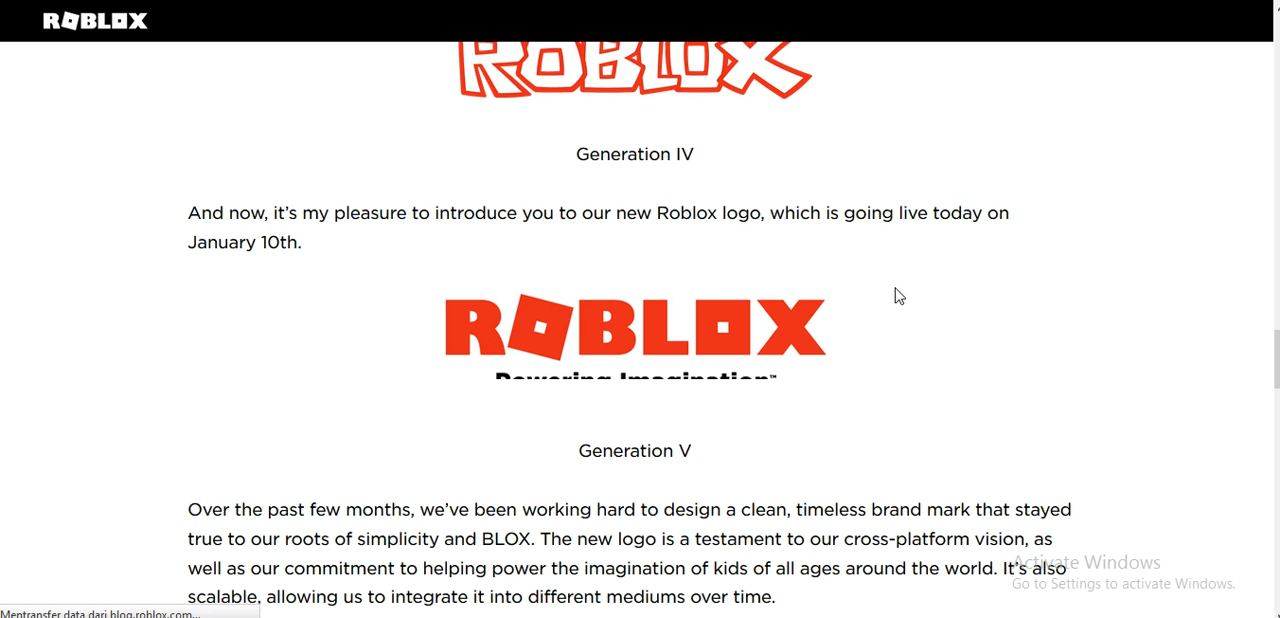 ROBLOX
ROBLOX
Generation IV
And now, it's my pleasure to introduce you to our new Roblox logo, which is going live today on
January 10th.
ROBLOX
Powering Imagination™
Generation V
Over the past few months, we've been working hard to design a clean, timeless brand mark that stayed
true to our roots of simplicity and BLOX. The new logo is a testament to our cross-platform vision, as
well as our commitment to helping power the imagination of kids of all ages around the world. It's also
scalable, allowing us to integrate it into different mediums over time.
Activate Windows
Go to Settings to activate Windows.
Mentransfer data dari blog.roblox.com...